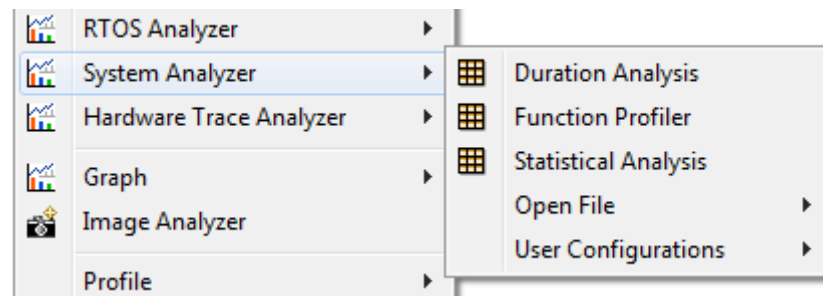 RTOS Analyzer
System Analyzer
Hardware Trace Analyzer
Graph
Image Analyzer
Profile
Duration Analysis
Function Profiler
Statistical Analysis
Open File
User Configurations